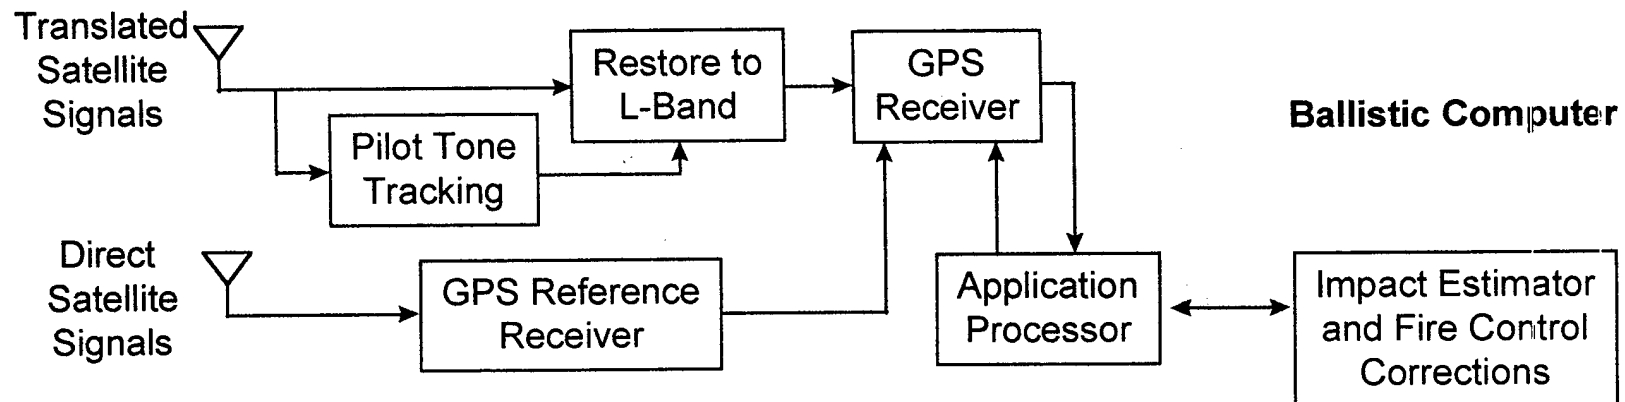 Translated
Satellite
Signals
Restore to
L-Band
GPS
Receiver
Ballistic Computer
Pilot Tone
Tracking
Direct
Satellite
Signals
GPS Reference
Receiver
Application
Processor
Impact Estimator
and Fire Control
Corrections